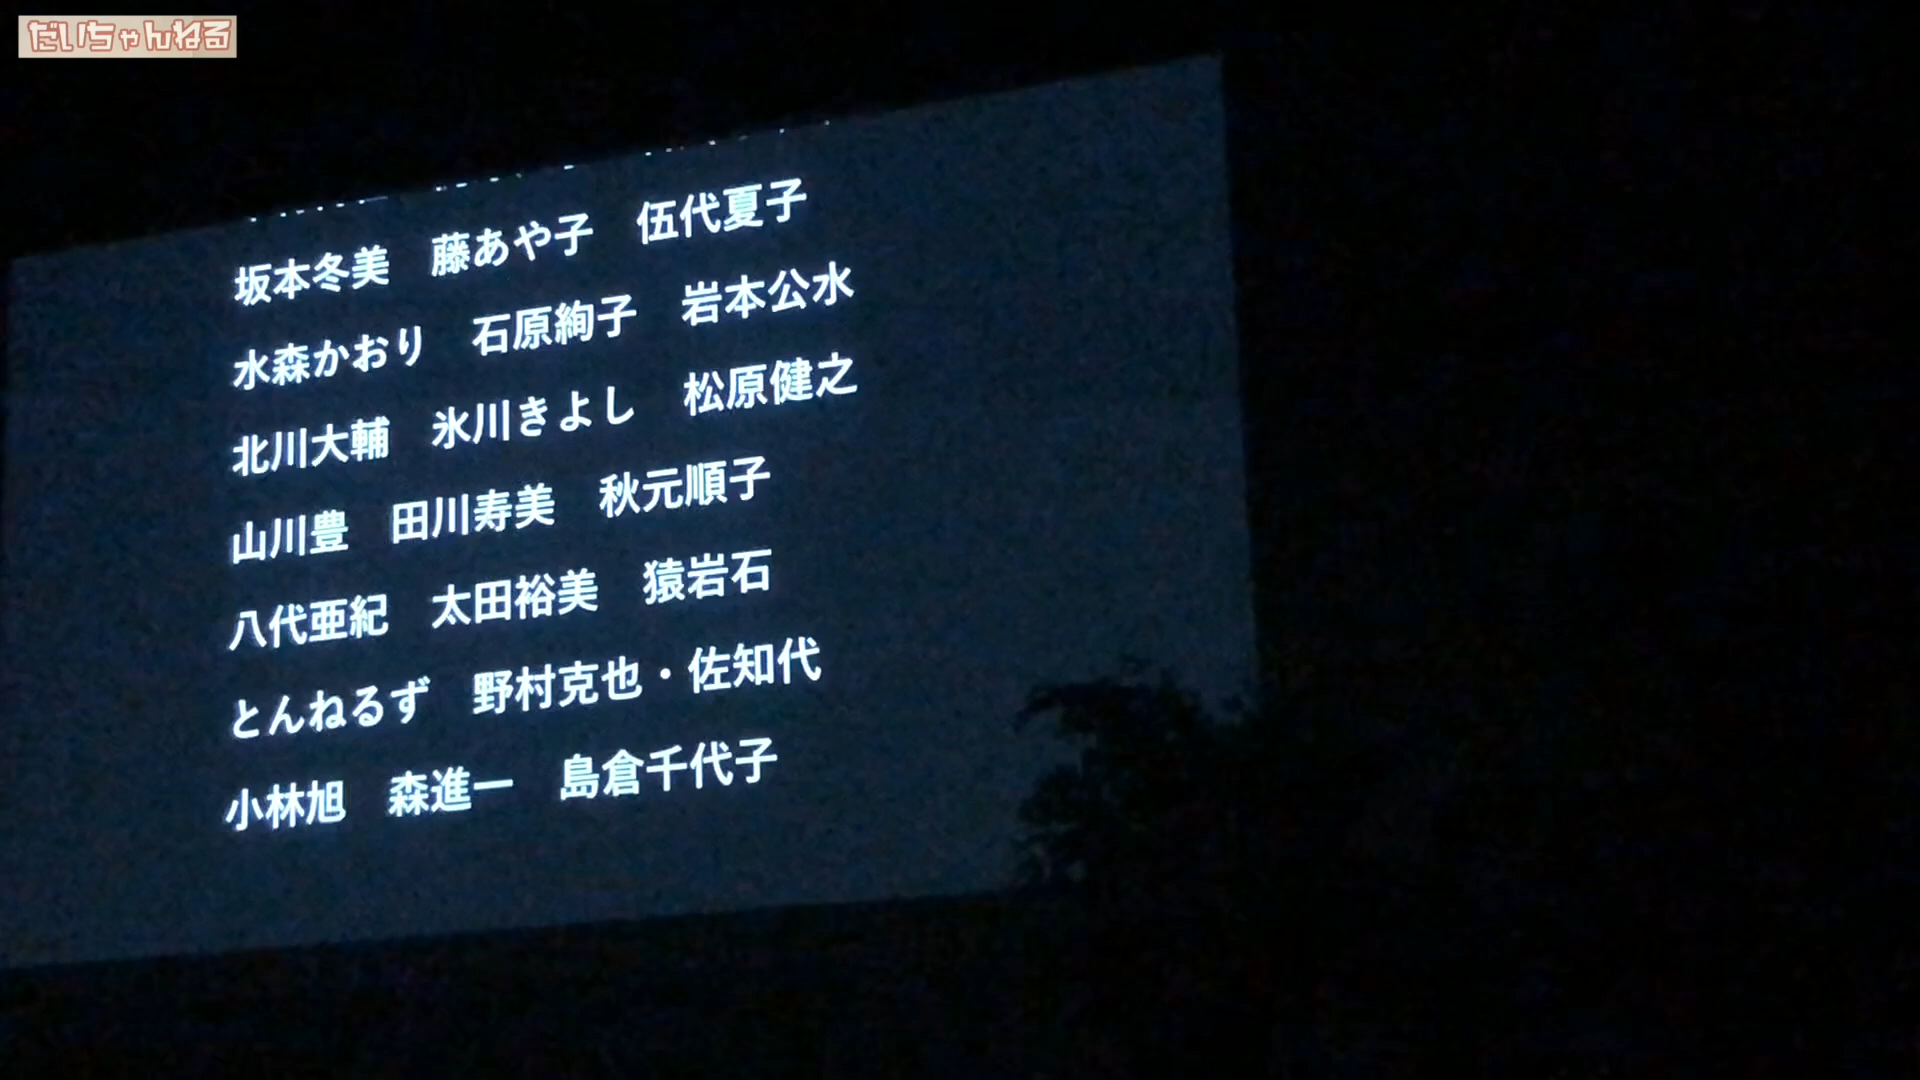 だいちゃんねる
坂本冬美　藤あや子　伍代夏子
水森かおり　石原絢子　岩本公水
北川大輔　氷川きよし　松原健之
山川豊　田川寿美　秋元順子
八代亜紀　太田裕美　猿岩石
とんねるず　野村克也・佐知代
小林旭　森進一　島倉千代子